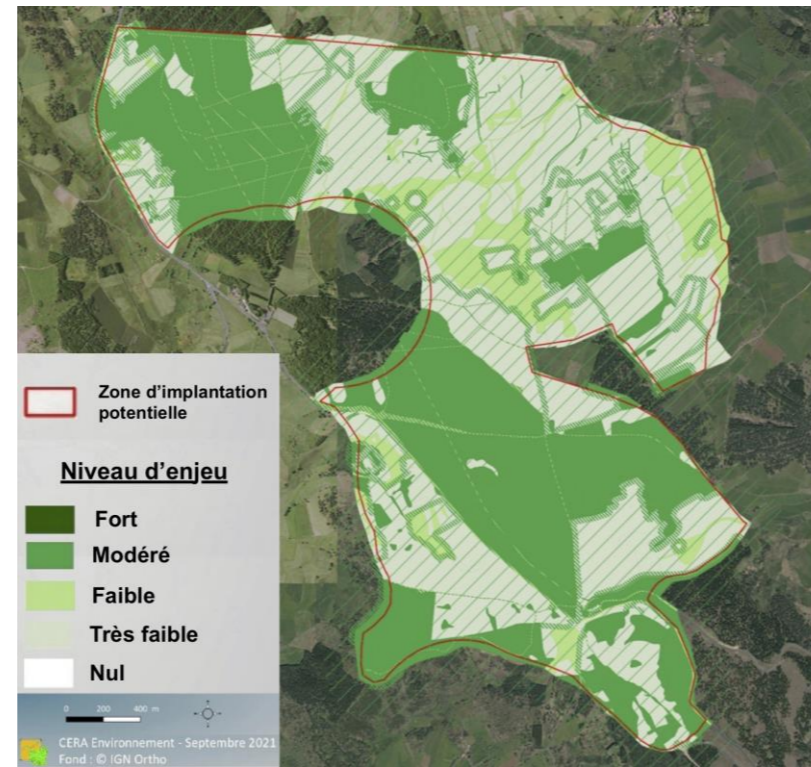 Zone d'implantation
potentielle
Niveau d'enjeu
Fort
Modéré
Faible
Très faible
Nul
0 200 400 m
CERA Environnement - Septembre 2021
Fond : © IGN Ortho